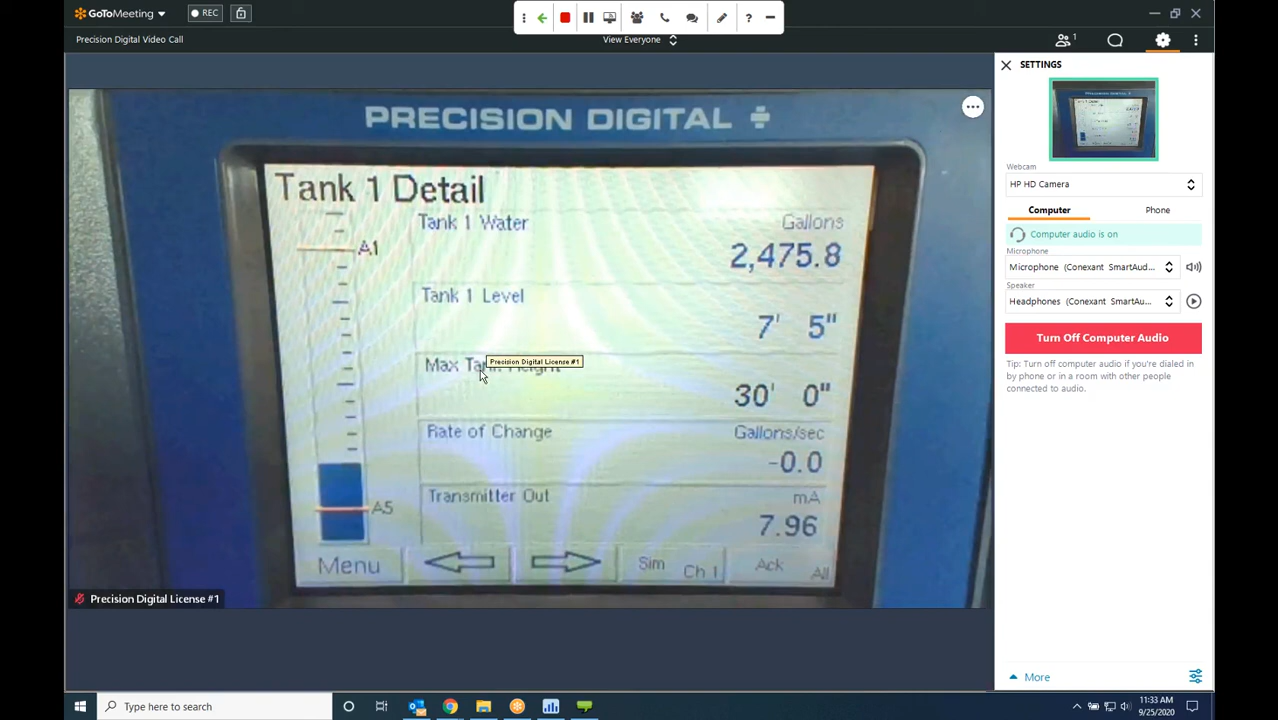 GoToMeeting
REC
Precision Digital Video Call
View Everyone
1
SETTINGS
PRECISION DIGITAL
Tank 1 Detail
A1
Tank 1 Water
Gallons
2,475.8
Tank 1 Level
7' 5"
Precision Digital License #1
Max Tank Height
30' 0"
Rate of Change
Gallons/sec
-0.0
Transmitter Out
mA
7.96
A5
Menu
Sim
Ch 1
Ack
All
Precision Digital License #1
Webcam
HP HD Camera
Computer
Phone
Computer audio is on
Microphone
Microphone (Conexant SmartAud...
Speaker
Headphones (Conexant SmartAu...
Turn Off Computer Audio
Tip: Turn off computer audio if you're dialed in
by phone or in a room with other people
connected to audio.
More
Type here to search
11:33 AM
9/25/2020